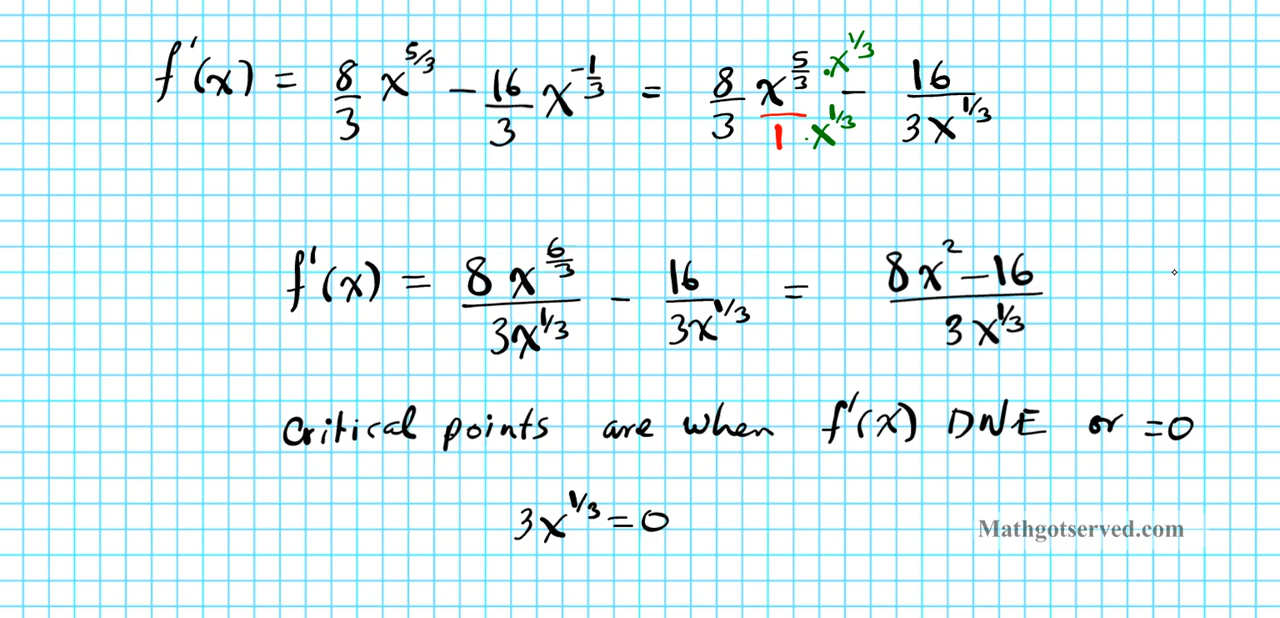 f'(x) = 8/3 x^{5/3} - 16/3 x^{-1/3} = 8/3 x^{5/3}/1 · x^{1/3}/· x^{1/3} - 16/(3x^{1/3})
f'(x) = 8x^{6/3}/(3x^{1/3}) - 16/(3x^{1/3}) = (8x^2 - 16)/(3x^{1/3})
Critical points are when f'(x) DNE or =0
3x^{1/3} = 0
Mathgotserved.com